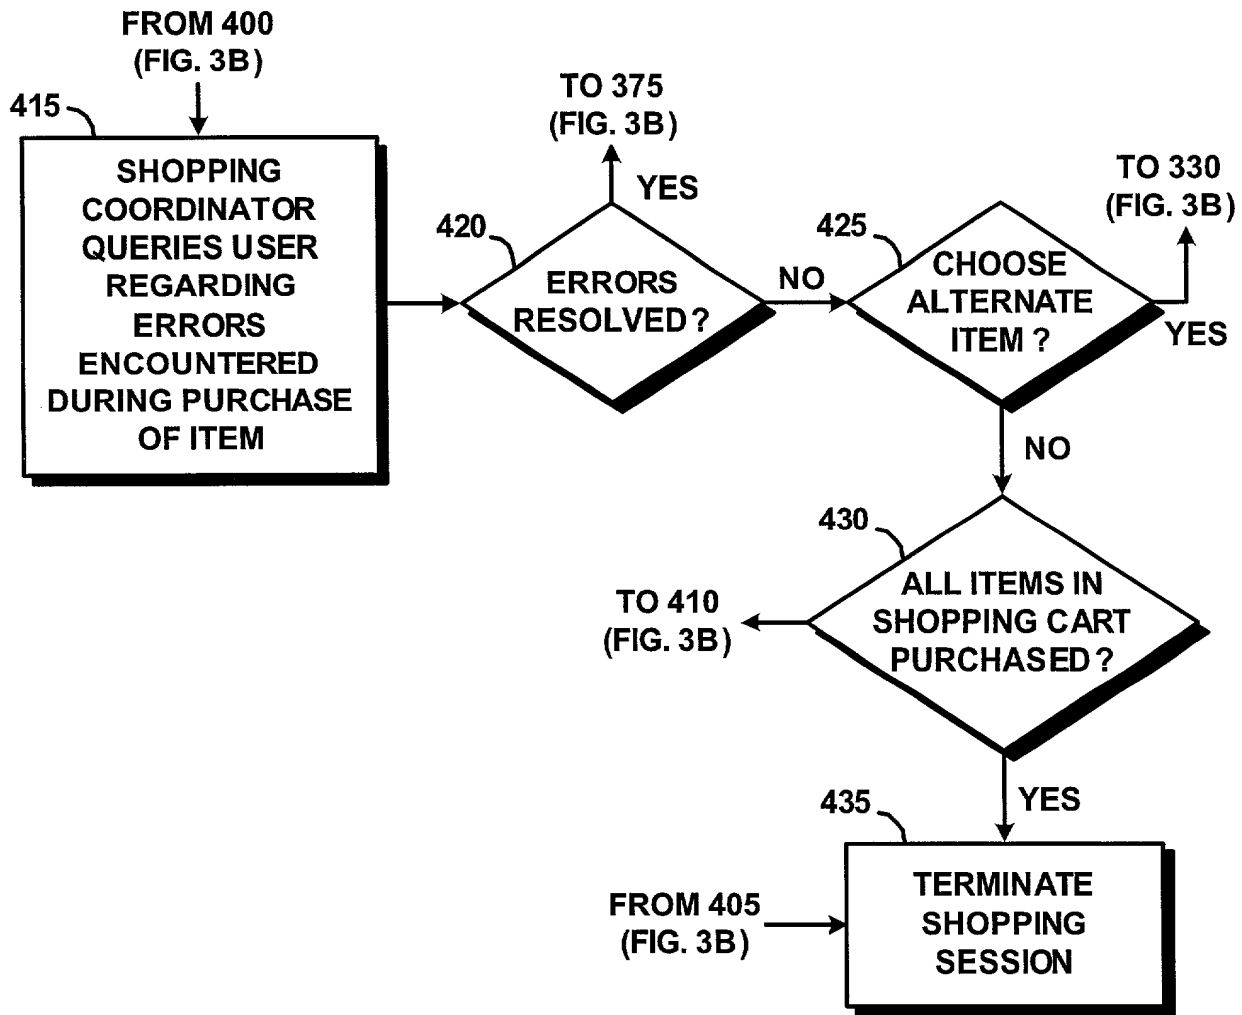 FROM 400
(FIG. 3B)
415
SHOPPING
COORDINATOR
QUERIES USER
REGARDING
ERRORS
ENCOUNTERED
DURING PURCHASE
OF ITEM
TO 375
(FIG. 3B)
YES
420
ERRORS
RESOLVED?
NO
TO 330
(FIG. 3B)
425
CHOOSE
ALTERNATE
ITEM ?
YES
NO
430
ALL ITEMS IN
SHOPPING CART
PURCHASED?
TO 410
(FIG. 3B)
YES
435
FROM 405
(FIG. 3B)
TERMINATE
SHOPPING
SESSION